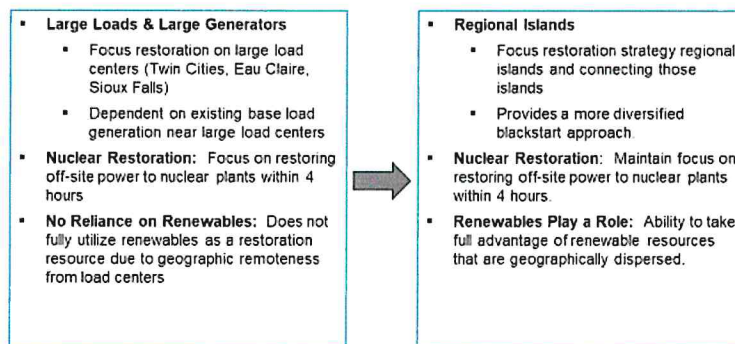 ▪ Large Loads & Large Generators
▪ Focus restoration on large load
centers (Twin Cities, Eau Claire,
Sioux Falls)
▪ Dependent on existing base load
generation near large load centers
▪ Nuclear Restoration: Focus on restoring
off-site power to nuclear plants within 4
hours
▪ No Reliance on Renewables: Does not
fully utilize renewables as a restoration
resource due to geographic remoteness
from load centers
▪ Regional Islands
▪ Focus restoration strategy regional
islands and connecting those
islands
▪ Provides a more diversified
blackstart approach.
▪ Nuclear Restoration: Maintain focus on
restoring off-site power to nuclear plants
within 4 hours.
▪ Renewables Play a Role: Ability to take
full advantage of renewable resources
that are geographically dispersed.